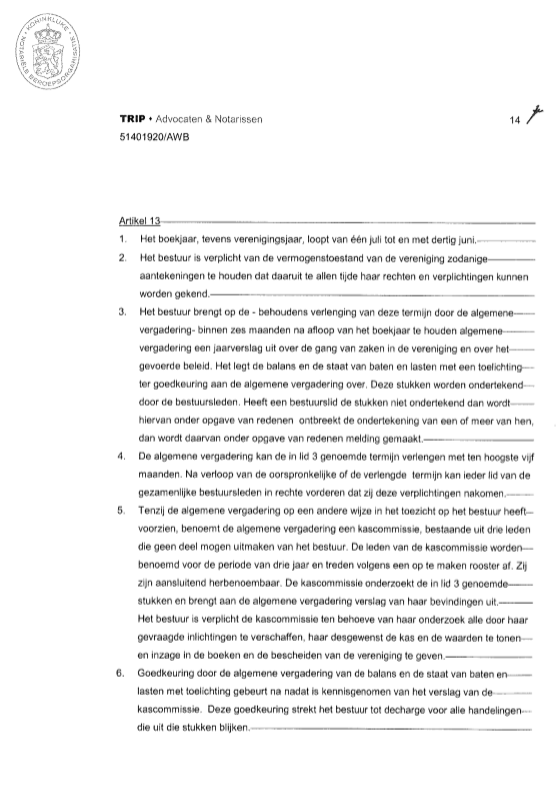 KONINKLIJKE NOTARIËLE BEROEPSORGANISATIE
TRIP • Advocaten & Notarissen 14
51401920/AWB
Artikel 13
1. Het boekjaar, tevens verenigingsjaar, loopt van één juli tot en met dertig juni.
2. Het bestuur is verplicht van de vermogenstoestand van de vereniging zodanige
aantekeningen te houden dat daaruit te allen tijde haar rechten en verplichtingen kunnen
worden gekend.
3. Het bestuur brengt op de - behoudens verlenging van deze termijn door de algemene
vergadering- binnen zes maanden na afloop van het boekjaar te houden algemene
vergadering een jaarverslag uit over de gang van zaken in de vereniging en over het
gevoerde beleid. Het legt de balans en de staat van baten en lasten met een toelichting
ter goedkeuring aan de algemene vergadering over. Deze stukken worden ondertekend
door de bestuursleden. Heeft een bestuurslid de stukken niet ondertekend dan wordt
hiervan onder opgave van redenen ontbreekt de ondertekening van een of meer van hen,
dan wordt daarvan onder opgave van redenen melding gemaakt.
4. De algemene vergadering kan de in lid 3 genoemde termijn verlengen met ten hoogste vijf
maanden. Na verloop van de oorspronkelijke of de verlengde termijn kan ieder lid van de
gezamenlijke bestuursleden in rechte vorderen dat zij deze verplichtingen nakomen.
5. Tenzij de algemene vergadering op een andere wijze in het toezicht op het bestuur heeft
voorzien, benoemt de algemene vergadering een kascommissie, bestaande uit drie leden
die geen deel mogen uitmaken van het bestuur. De leden van de kascommissie worden
benoemd voor de periode van drie jaar en treden volgens een op te maken rooster af. Zij
zijn aansluitend herbenoembaar. De kascommissie onderzoekt de in lid 3 genoemde
stukken en brengt aan de algemene vergadering verslag van haar bevindingen uit.
Het bestuur is verplicht de kascommissie ten behoeve van haar onderzoek alle door haar
gevraagde inlichtingen te verschaffen, haar desgewenst de kas en de waarden te tonen
en inzage in de boeken en de bescheiden van de vereniging te geven.
6. Goedkeuring door de algemene vergadering van de balans en de staat van baten en
lasten met toelichting gebeurt na nadat is kennisgenomen van het verslag van de
kascommissie. Deze goedkeuring strekt het bestuur tot decharge voor alle handelingen
die uit die stukken blijken.